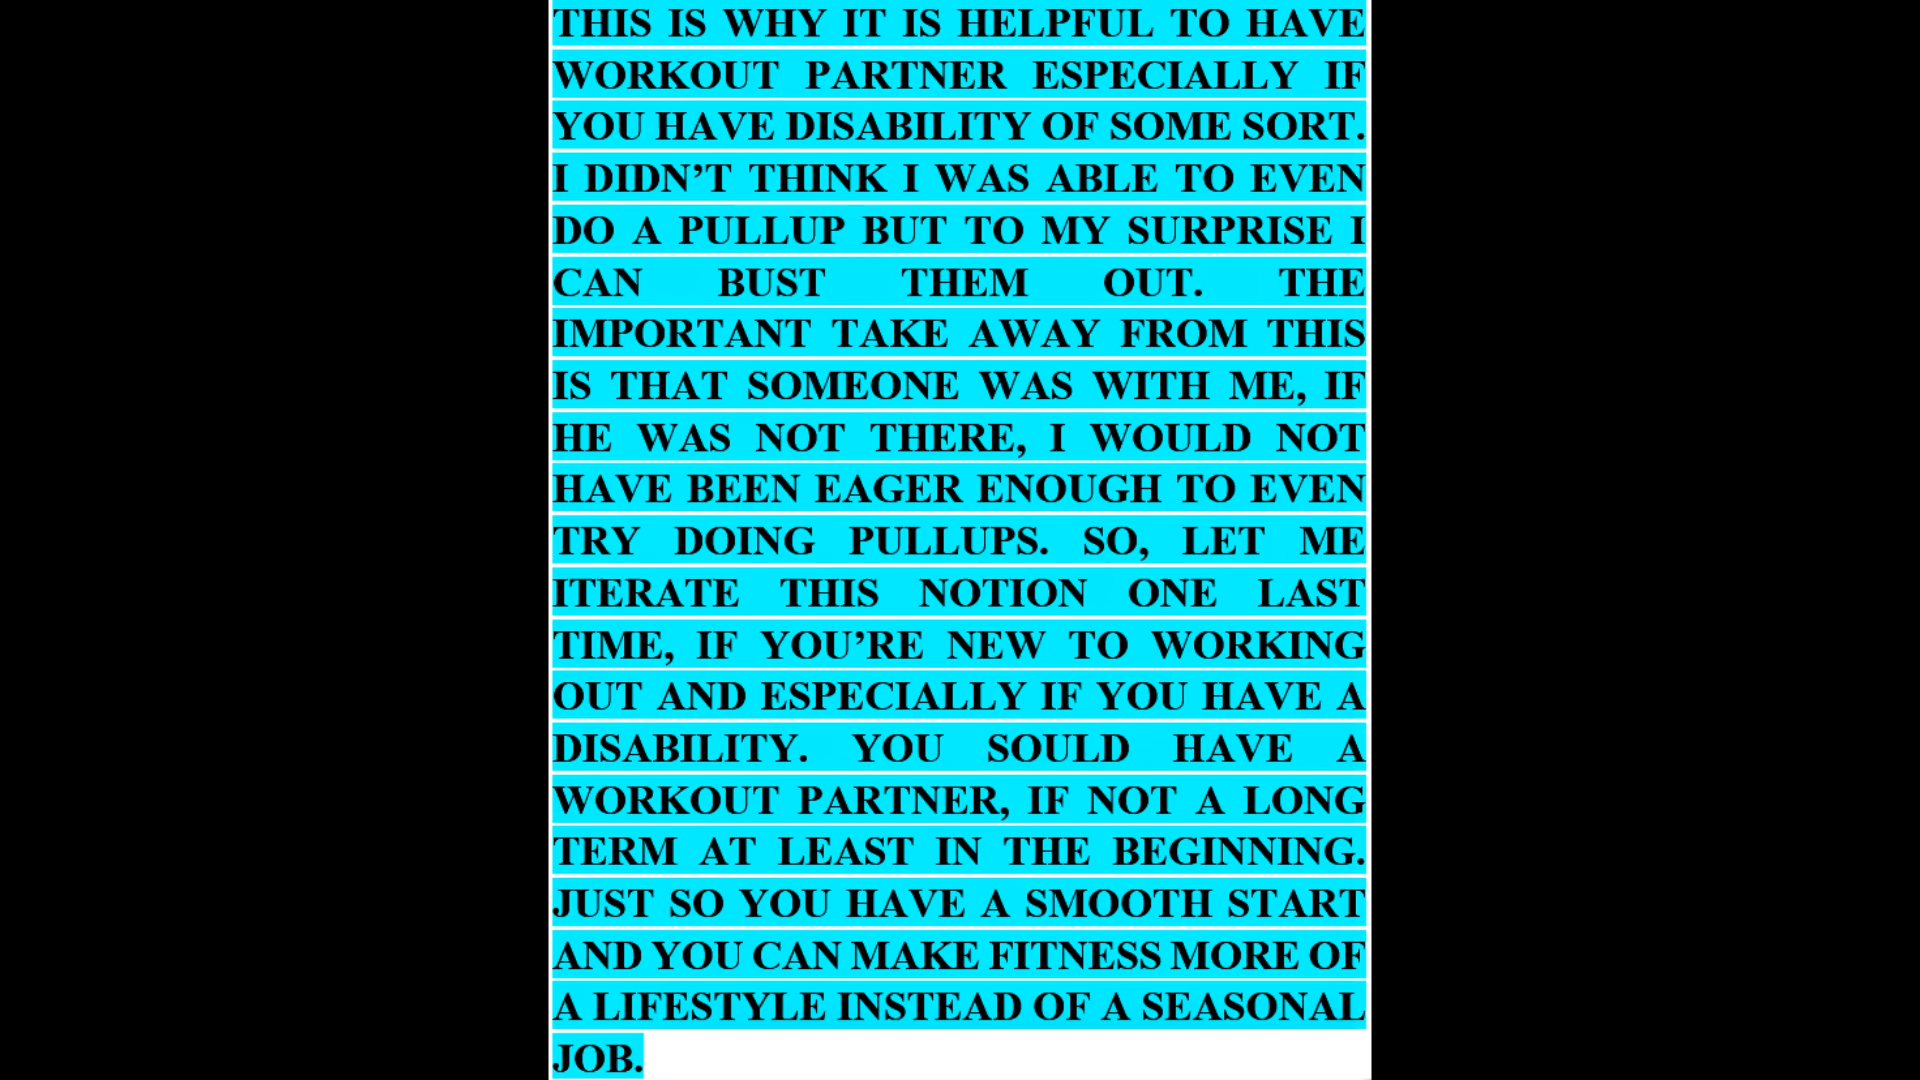 THIS IS WHY IT IS HELPFUL TO HAVE
WORKOUT PARTNER ESPECIALLY IF
YOU HAVE DISABILITY OF SOME SORT.
I DIDN’T THINK I WAS ABLE TO EVEN
DO A PULLUP BUT TO MY SURPRISE I
CAN BUST THEM OUT. THE
IMPORTANT TAKE AWAY FROM THIS
IS THAT SOMEONE WAS WITH ME, IF
HE WAS NOT THERE, I WOULD NOT
HAVE BEEN EAGER ENOUGH TO EVEN
TRY DOING PULLUPS. SO, LET ME
ITERATE THIS NOTION ONE LAST
TIME, IF YOU’RE NEW TO WORKING
OUT AND ESPECIALLY IF YOU HAVE A
DISABILITY. YOU SOULD HAVE A
WORKOUT PARTNER, IF NOT A LONG
TERM AT LEAST IN THE BEGINNING.
JUST SO YOU HAVE A SMOOTH START
AND YOU CAN MAKE FITNESS MORE OF
A LIFESTYLE INSTEAD OF A SEASONAL
JOB.